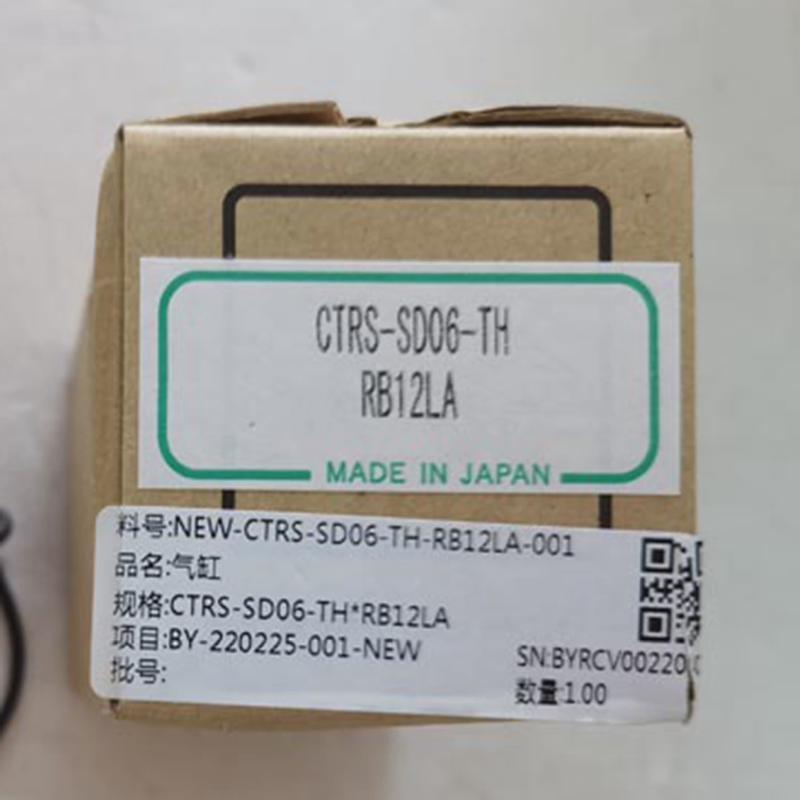 CTRS-SD06-TH
RB12LA
MADE IN JAPAN
料号:NEW-CTRS-SD06-TH-RB12LA-001
品名:气缸
规格:CTRS-SD06-TH*RB12LA
项目:BY-220225-001-NEW
批号:
SN:BYRCV00220
数量:1.00